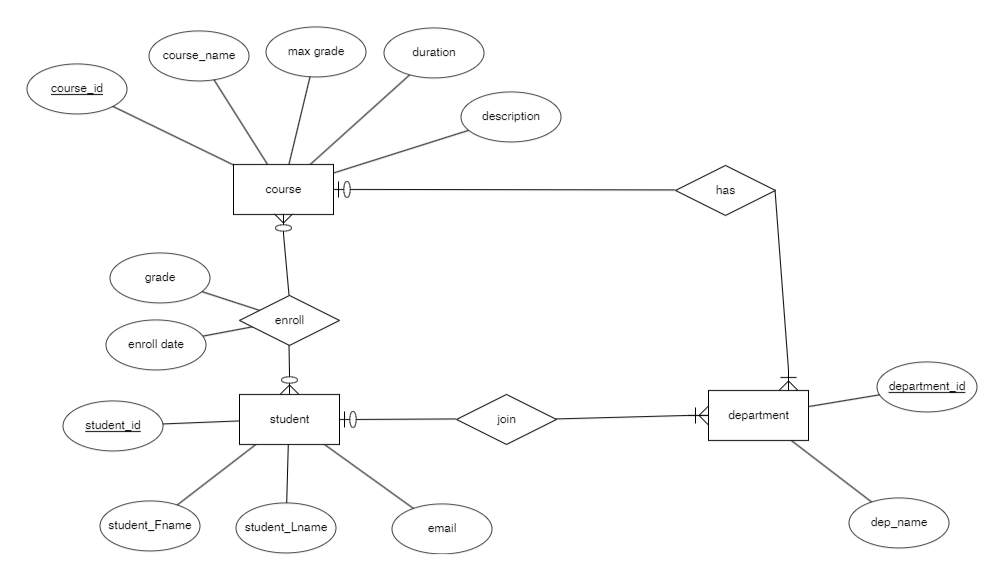 course_name
max grade
duration
course_id
description
course
has
grade
enroll
enroll date
department_id
student_id
student
join
department
student_Fname
student_Lname
email
dep_name